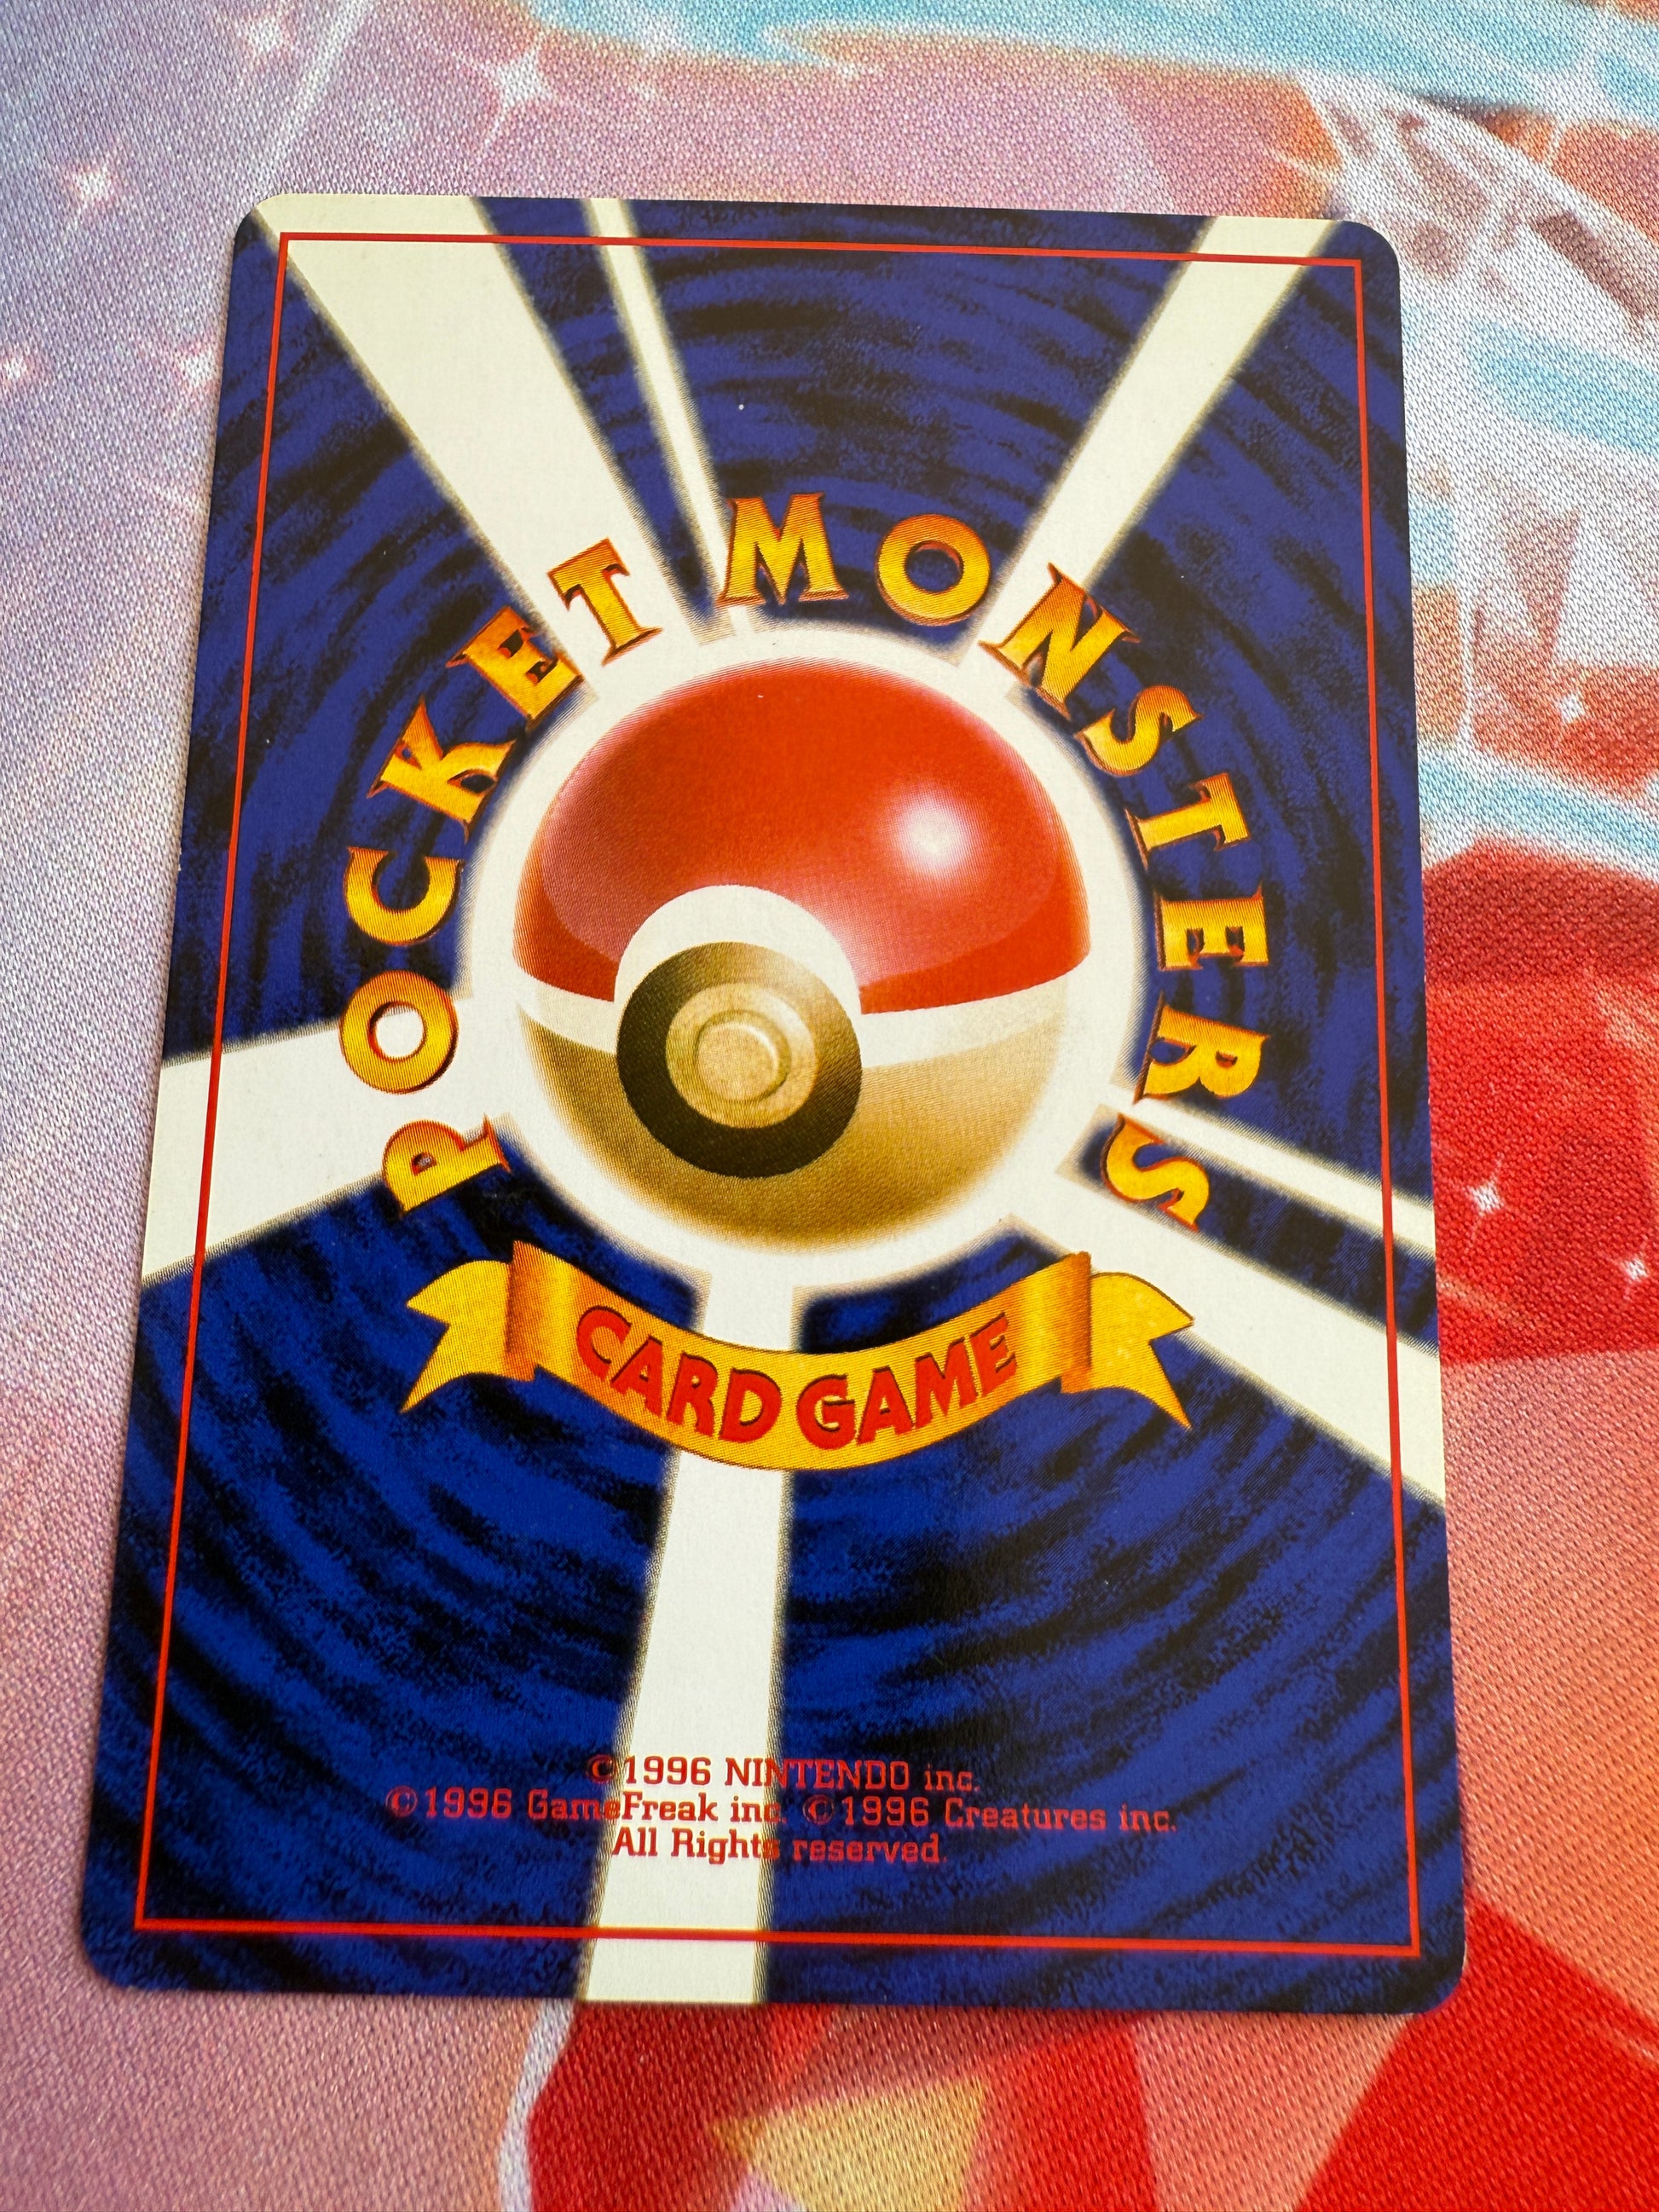 POCKET MONSTERS
CARD GAME
©1996 NINTENDO inc.
©1996 GameFreak inc. ©1996 Creatures inc.
All Rights reserved.